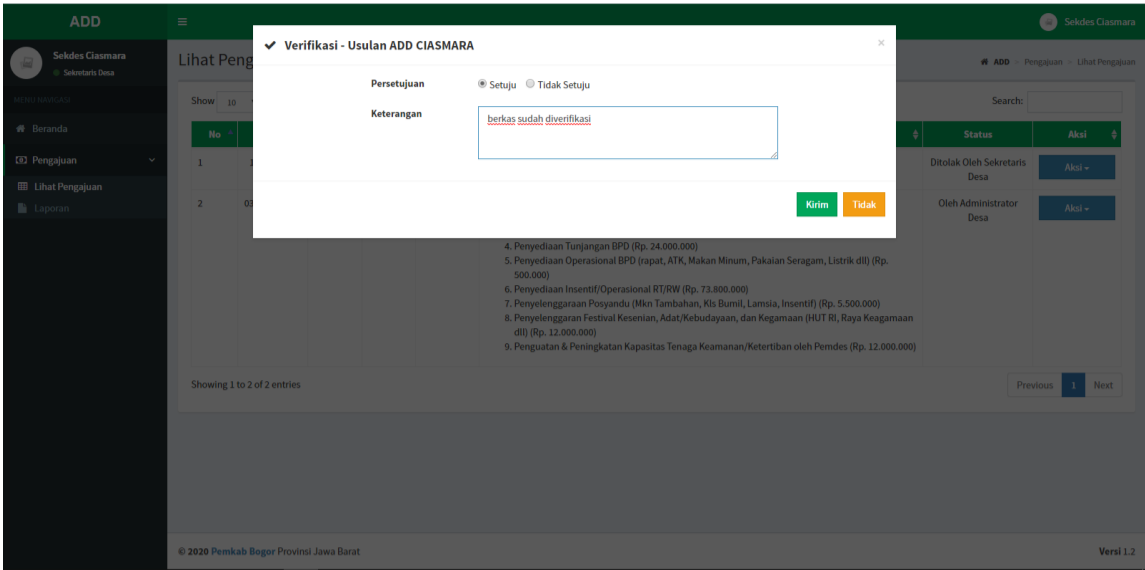 ADD
Sekdes Ciasmara
Sekdes Ciasmara
Sekretaris Desa
MENU NAVIGASI
Beranda
Pengajuan
Lihat Pengajuan
Laporan
Lihat Peng
ADD > Pengajuan > Lihat Pengajuan
Verifikasi - Usulan ADD CIASMARA ×
Persetujuan Setuju Tidak Setuju
Keterangan berkas sudah diverifikasi
Kirim Tidak
Show 10 Search:
No Status Aksi
1 1 Ditolak Oleh Sekretaris Desa Aksi
2 03 Oleh Administrator Desa Aksi
4. Penyediaan Tunjangan BPD (Rp. 24.000.000)
5. Penyediaan Operasional BPD (rapat, ATK, Makan Minum, Pakaian Seragam, Listrik dll) (Rp.
500.000)
6. Penyediaan Insentif/Operasional RT/RW (Rp. 73.800.000)
7. Penyelenggaraan Posyandu (Mkn Tambahan, Kls Bumil, Lamsia, Insentif) (Rp. 5.500.000)
8. Penyelenggaran Festival Kesenian, Adat/Kebudayaan, dan Kegamaan (HUT RI, Raya Keagamaan
dll) (Rp. 12.000.000)
9. Penguatan & Peningkatan Kapasitas Tenaga Keamanan/Ketertiban oleh Pemdes (Rp. 12.000.000)
Showing 1 to 2 of 2 entries
Previous 1 Next
© 2020 Pemkab Bogor Provinsi Jawa Barat
Versi 1.2